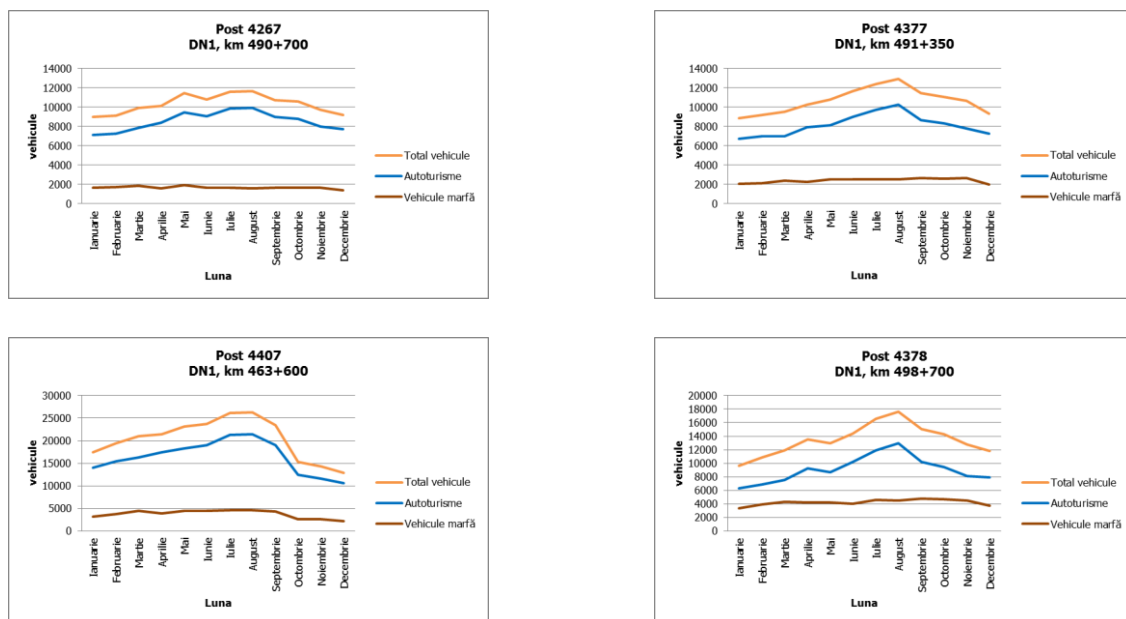 Post 4267
DN1, km 490+700
14000
12000
10000
8000
6000
4000
2000
0
vehicule
Ianuarie
Februarie
Martie
Aprilie
Mai
Iunie
Iulie
August
Septembrie
Octombrie
Noiembrie
Decembrie
Luna
Total vehicule
Autoturisme
Vehicule marfă
Post 4377
DN1, km 491+350
14000
12000
10000
8000
6000
4000
2000
0
vehicule
Ianuarie
Februarie
Martie
Aprilie
Mai
Iunie
Iulie
August
Septembrie
Octombrie
Noiembrie
Decembrie
Luna
Total vehicule
Autoturisme
Vehicule marfă
Post 4407
DN1, km 463+600
30000
25000
20000
15000
10000
5000
0
vehicule
Ianuarie
Februarie
Martie
Aprilie
Mai
Iunie
Iulie
August
Septembrie
Octombrie
Noiembrie
Decembrie
Luna
Total vehicule
Autoturisme
Vehicule marfă
Post 4378
DN1, km 498+700
20000
18000
16000
14000
12000
10000
8000
6000
4000
2000
0
vehicule
Ianuarie
Februarie
Martie
Aprilie
Mai
Iunie
Iulie
August
Septembrie
Octombrie
Noiembrie
Decembrie
Luna
Total vehicule
Autoturisme
Vehicule marfă